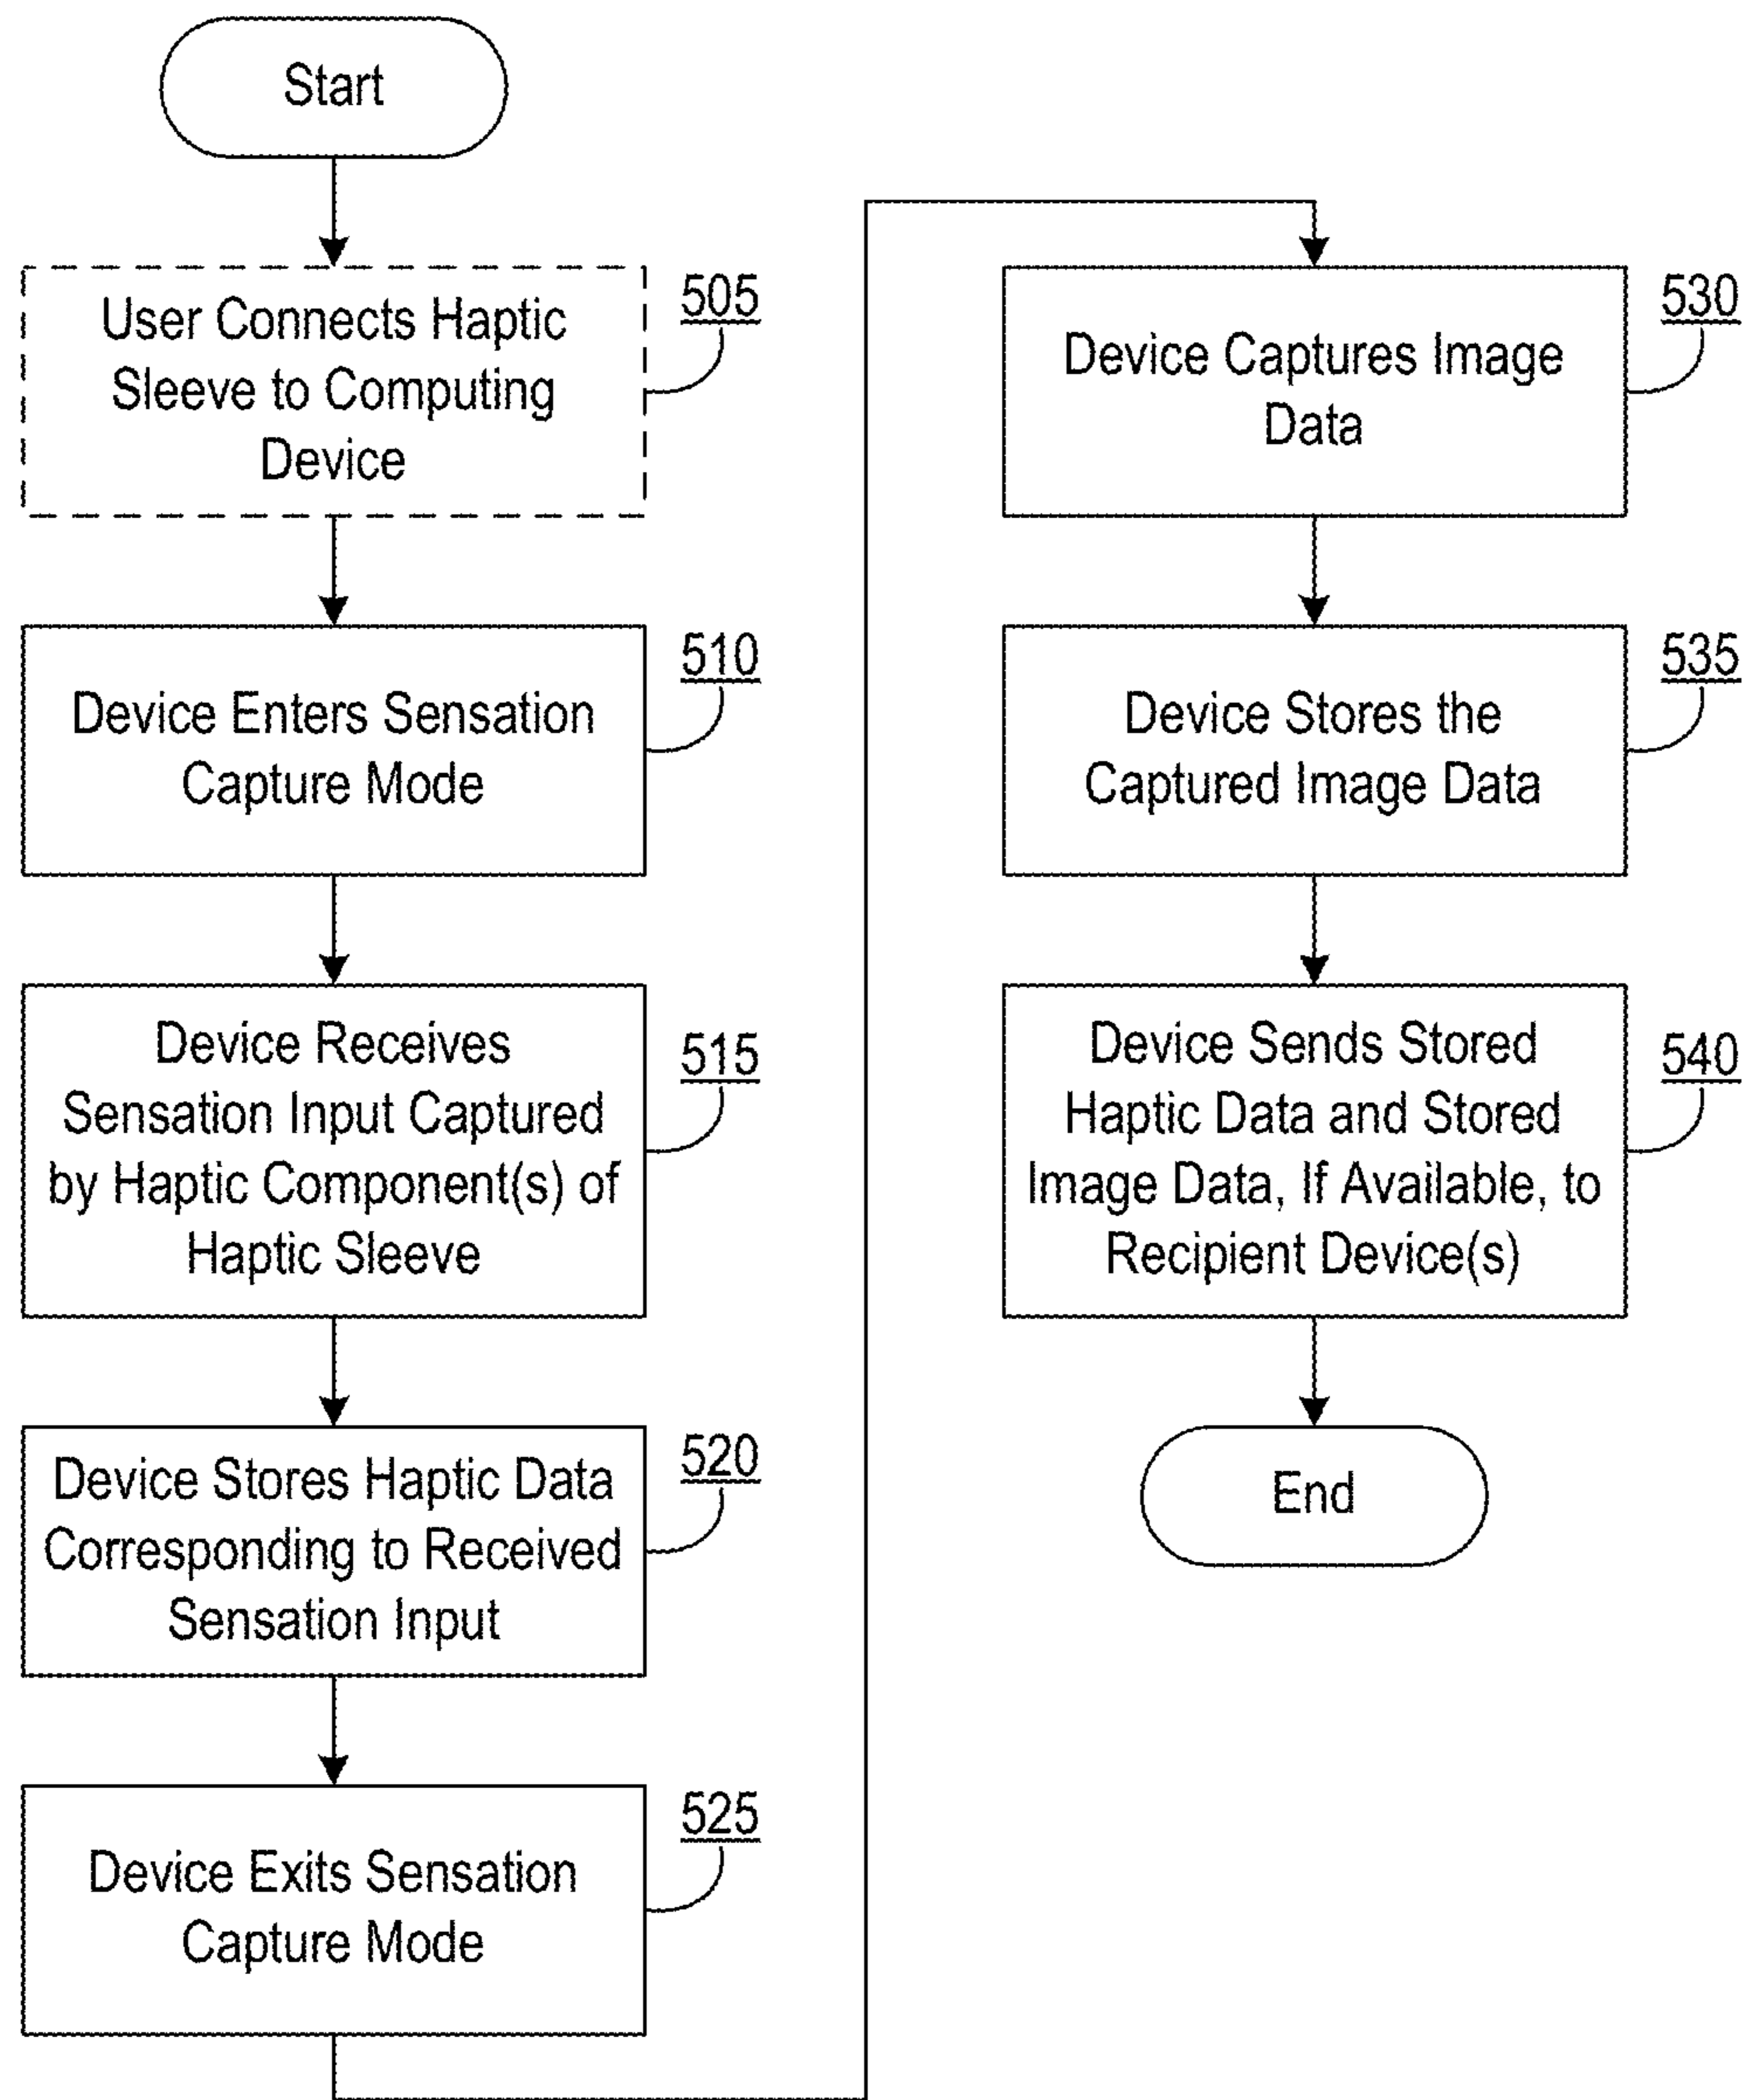 Start
User Connects Haptic
Sleeve to Computing
Device
505
Device Enters Sensation
Capture Mode
510
Device Receives
Sensation Input Captured
by Haptic Component(s) of
Haptic Sleeve
515
Device Stores Haptic Data
Corresponding to Received
Sensation Input
520
Device Exits Sensation
Capture Mode
525
Device Captures Image
Data
530
Device Stores the
Captured Image Data
535
Device Sends Stored
Haptic Data and Stored
Image Data, If Available, to
Recipient Device(s)
540
End